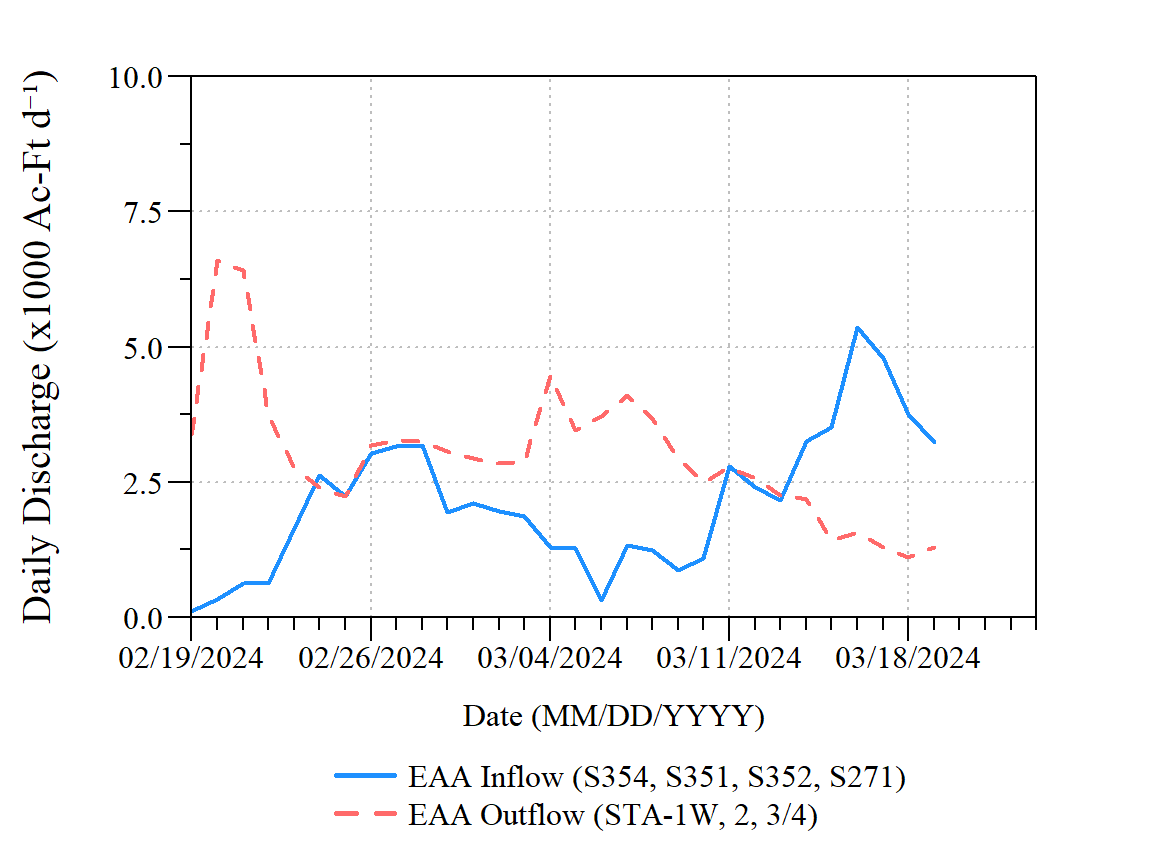 Daily Discharge (x1000 Ac-Ft d⁻¹)
10.0
7.5
5.0
2.5
0.0
02/19/2024 02/26/2024 03/04/2024 03/11/2024 03/18/2024
Date (MM/DD/YYYY)
EAA Inflow (S354, S351, S352, S271)
EAA Outflow (STA-1W, 2, 3/4)